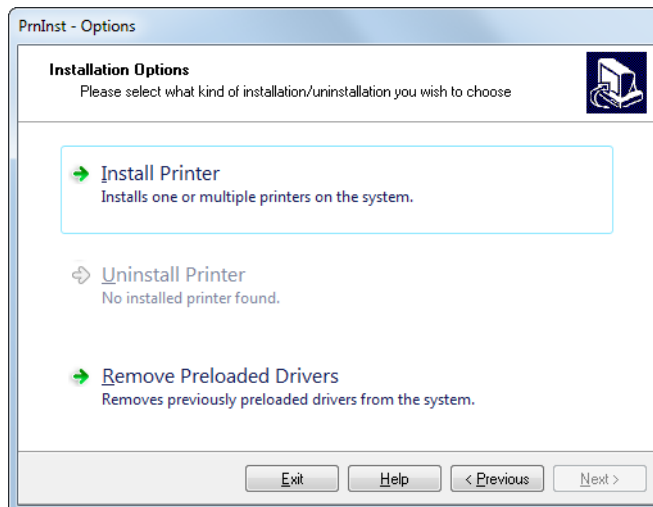 PrnInst - Options
Installation Options
Please select what kind of installation/uninstallation you wish to choose
Install Printer
Installs one or multiple printers on the system.
Uninstall Printer
No installed printer found.
Remove Preloaded Drivers
Removes previously preloaded drivers from the system.
Exit Help < Previous Next >